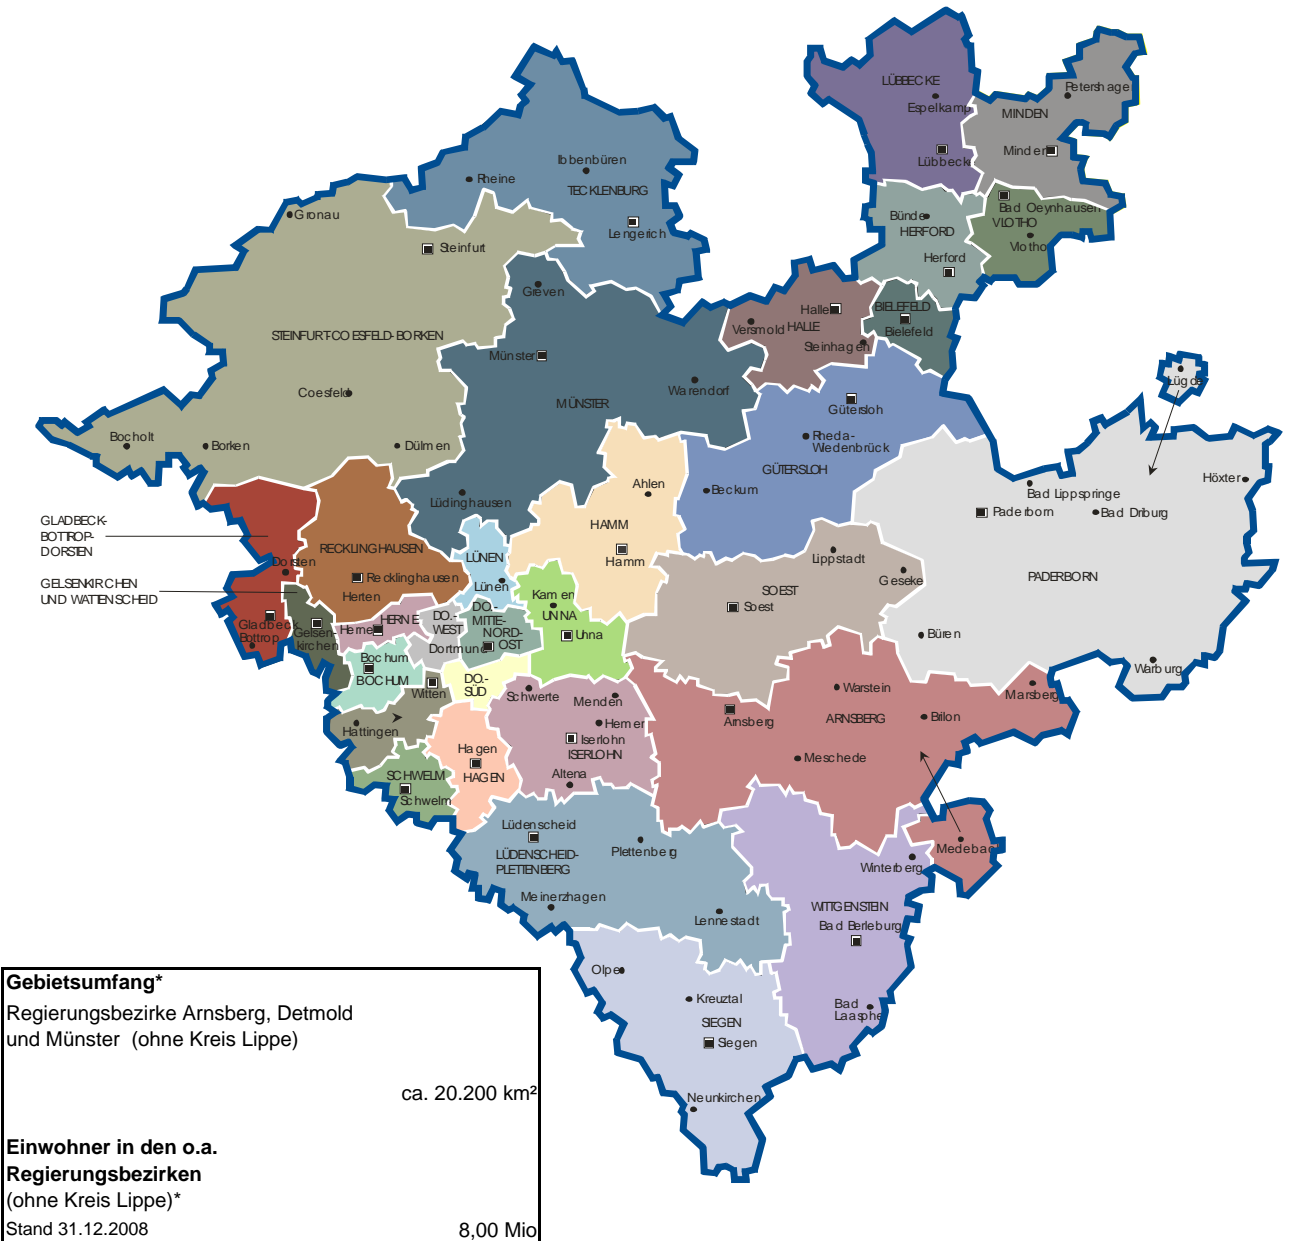 LÜBBECKE
Espelkamp
Lübbecke
Petershage
MINDEN
Minden
Ibbenbüren
Rheine
TECKLENBURG
Lengerich
Gronau
Steinfurt
Bünde
HERFORD
Herford
Bad Oeynhausen
VLOTHO
Vlotho
Greven
STEINFURT-COESFELD-BORKEN
Münster
Coesfeld
MÜNSTER
Warendorf
Versmold
Halle
HALLE
Steinhagen
BIELEFELD
Bielefeld
Lügde
Gütersloh
Rheda-
Wiedenbrück
GÜTERSLOH
Beckum
Bocholt
Borken
Dülmen
Lüdinghausen
Ahlen
HAMM
Hamm
Bad Lippspringe
Paderborn
Bad Driburg
Höxter
PADERBORN
Büren
Warburg
GLADBECK-
BOTTROP-
DORSTEN
GELSENKIRCHEN
UND WATTENSCHEID
Dorsten
Gladbeck
Bottrop
RECKLINGHAUSEN
Recklinghausen
Herten
Gelsen-
kirchen
HERNE
Herne
LÜNEN
Lünen
DO.-
WEST
DO.-
MITTE-
NORD-
OST
Dortmund
Kamen
UNNA
Unna
Lippstadt
Geseke
SOEST
Soest
Bochum
BOCHUM
Witten
DO.-
SÜD
Hattingen
Schwerte
Menden
Hemer
Iserlohn
ISERLOHN
Altena
Hagen
HAGEN
SCHWELM
Schwelm
Arnsberg
Warstein
ARNSBERG
Brilon
Meschede
Marsberg
Medebach
Lüdenscheid
LÜDENSCHEID-
PLETTENBERG
Plettenberg
Meinerzhagen
Lennestadt
Winterberg
WITTGENSTEIN
Bad Berleburg
Bad
Laasphe
Olpe
Kreuztal
SIEGEN
Siegen
Neunkirchen
Gebietsumfang*
Regierungsbezirke Arnsberg, Detmold
und Münster (ohne Kreis Lippe)
ca. 20.200 km²
Einwohner in den o.a.
Regierungsbezirken
(ohne Kreis Lippe)*
Stand 31.12.2008 8,00 Mio